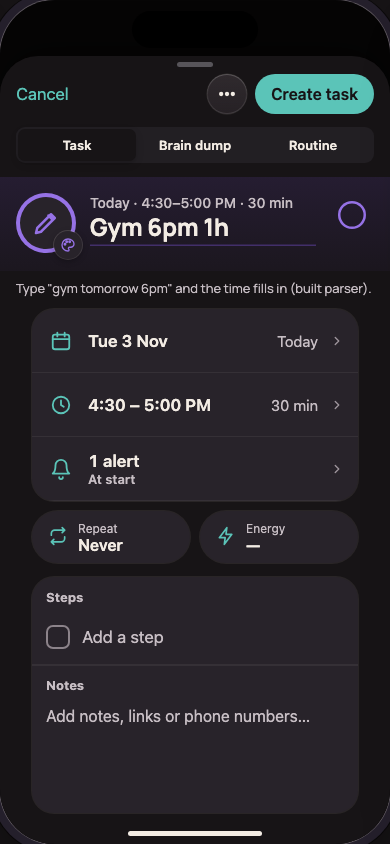 Cancel
•••
Create task
Task
Brain dump
Routine
Today · 4:30–5:00 PM · 30 min
Gym 6pm 1h
Type "gym tomorrow 6pm" and the time fills in (built parser).
Tue 3 Nov
Today
4:30 – 5:00 PM
30 min
1 alert
At start
Repeat
Never
Energy
—
Steps
Add a step
Notes
Add notes, links or phone numbers...